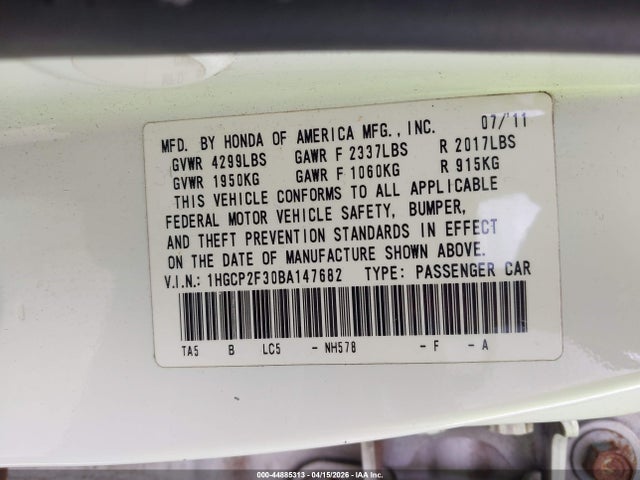 MFD. BY HONDA OF AMERICA MFG., INC. 07/'11
GVWR 4299LBS GAWR F 2337LBS R 2017LBS
GVWR 1950KG GAWR F 1060KG R 915KG
THIS VEHICLE CONFORMS TO ALL APPLICABLE
FEDERAL MOTOR VEHICLE SAFETY, BUMPER,
AND THEFT PREVENTION STANDARDS IN EFFECT
ON THE DATE OF MANUFACTURE SHOWN ABOVE.
V.I.N.: 1HGCP2F30BA147682 TYPE: PASSENGER CAR
TA5 B LC5 - NH578 - F - A
000-44885313 - 04/15/2026 - IAA Inc.